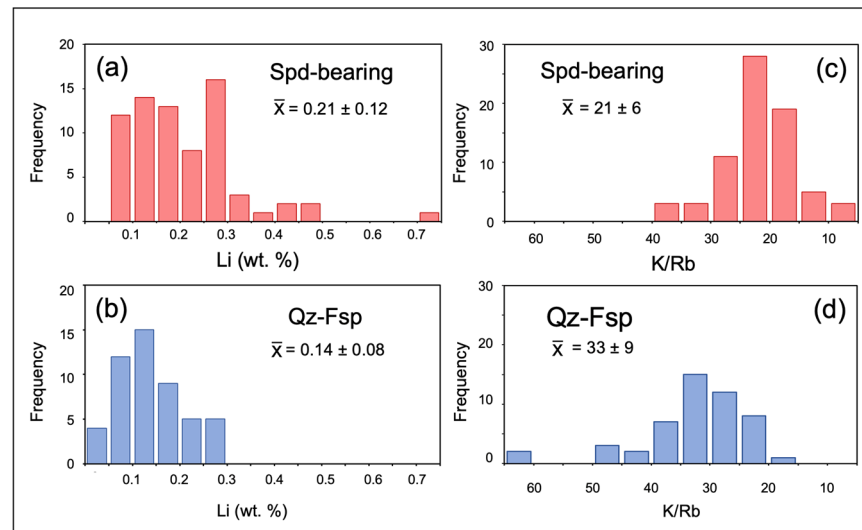 20
(a)
Spd-bearing
x̄ = 0.21 ± 0.12
15
10
5
0
Frequency
0.1 0.2 0.3 0.4 0.5 0.6 0.7
Li (wt. %)
30
Spd-bearing
(c)
x̄ = 21 ± 6
20
10
0
Frequency
60 50 40 30 20 10
K/Rb
20
(b)
Qz-Fsp
x̄ = 0.14 ± 0.08
15
10
5
0
Frequency
0.1 0.2 0.3 0.4 0.5 0.6 0.7
Li (wt. %)
30
Qz-Fsp
(d)
x̄ = 33 ± 9
20
10
0
Frequency
60 50 40 30 20 10
K/Rb